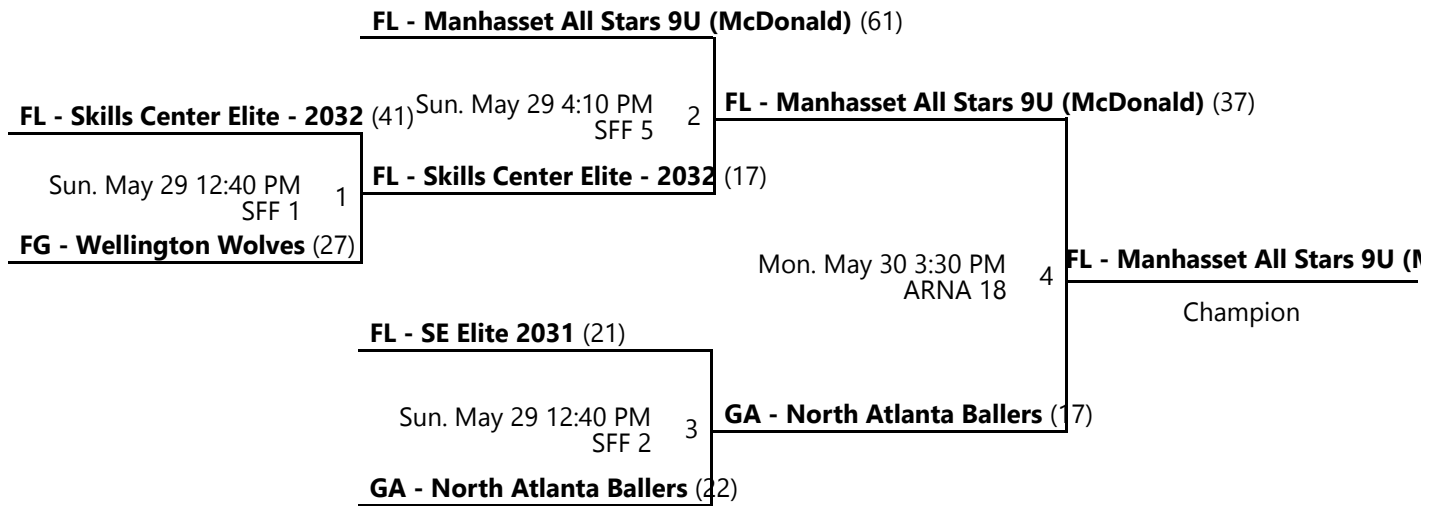 FL - Manhasset All Stars 9U (McDonald) (61)
FL - Skills Center Elite - 2032 (41)
Sun. May 29 4:10 PM
SFF 5
2
FL - Manhasset All Stars 9U (McDonald) (37)
Sun. May 29 12:40 PM
SFF 1
1
FL - Skills Center Elite - 2032 (17)
FG - Wellington Wolves (27)
Mon. May 30 3:30 PM
ARNA 18
4
FL - Manhasset All Stars 9U (
Champion
FL - SE Elite 2031 (21)
Sun. May 29 12:40 PM
SFF 2
3
GA - North Atlanta Ballers (17)
GA - North Atlanta Ballers (22)